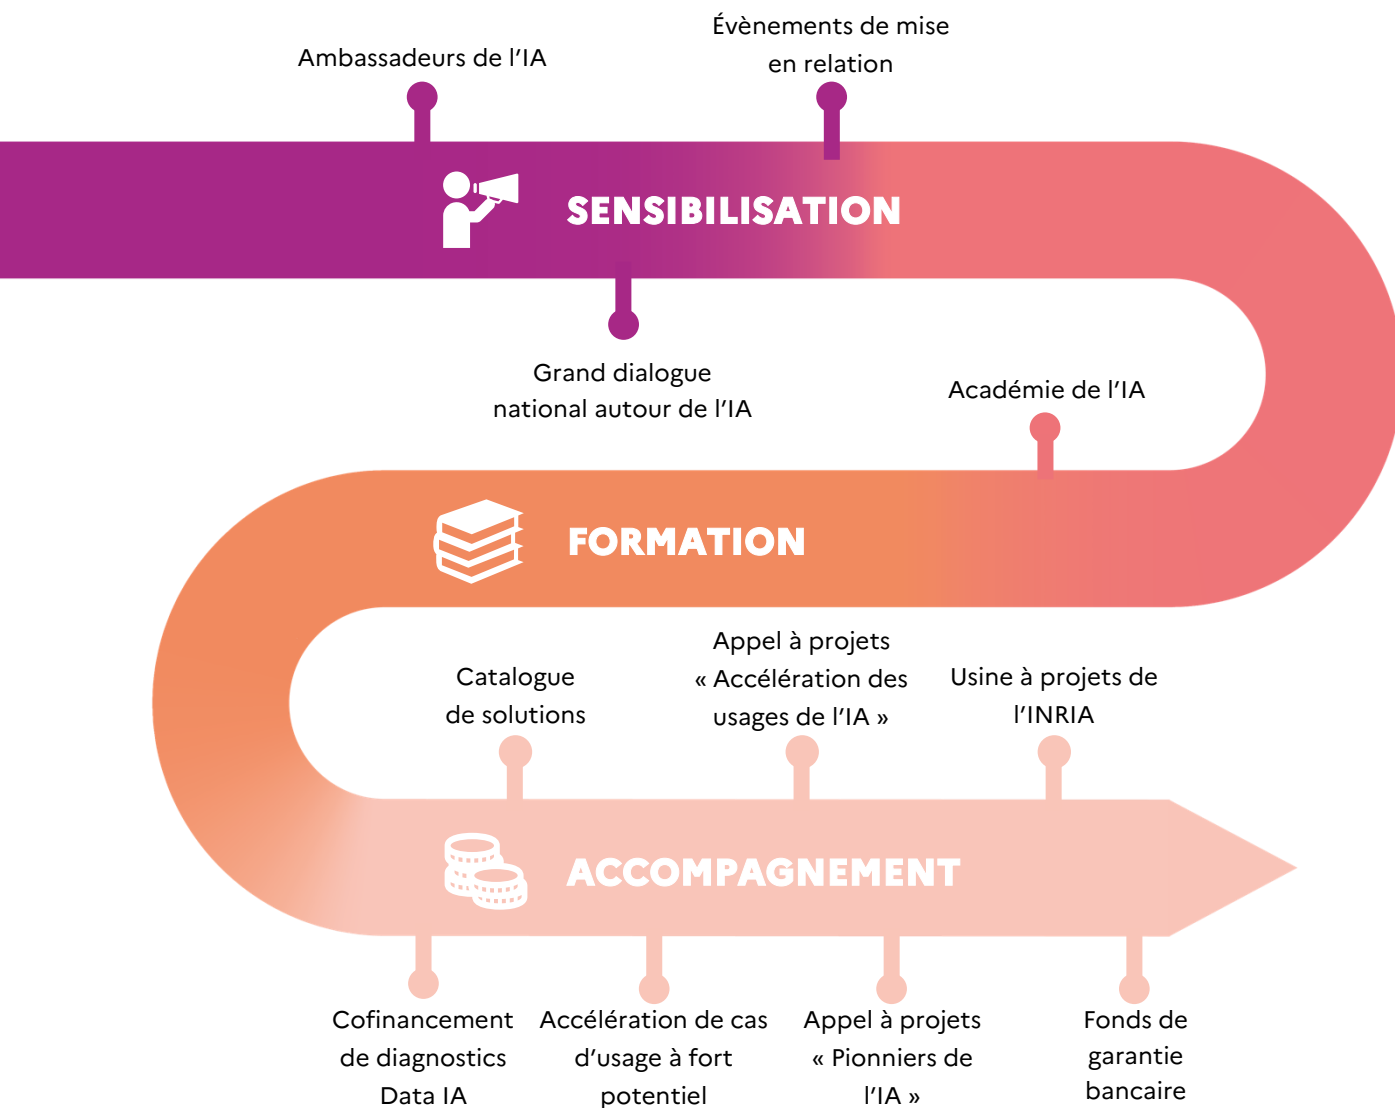 Ambassadeurs de l'IA
Évènements de mise
en relation
SENSIBILISATION
Grand dialogue
national autour de l'IA
Académie de l'IA
FORMATION
Catalogue
de solutions
Appel à projets
« Accélération des
usages de l'IA »
Usine à projets de
l'INRIA
ACCOMPAGNEMENT
Cofinancement
de diagnostics
Data IA
Accélération de cas
d'usage à fort
potentiel
Appel à projets
« Pionniers de
l'IA »
Fonds de
garantie
bancaire